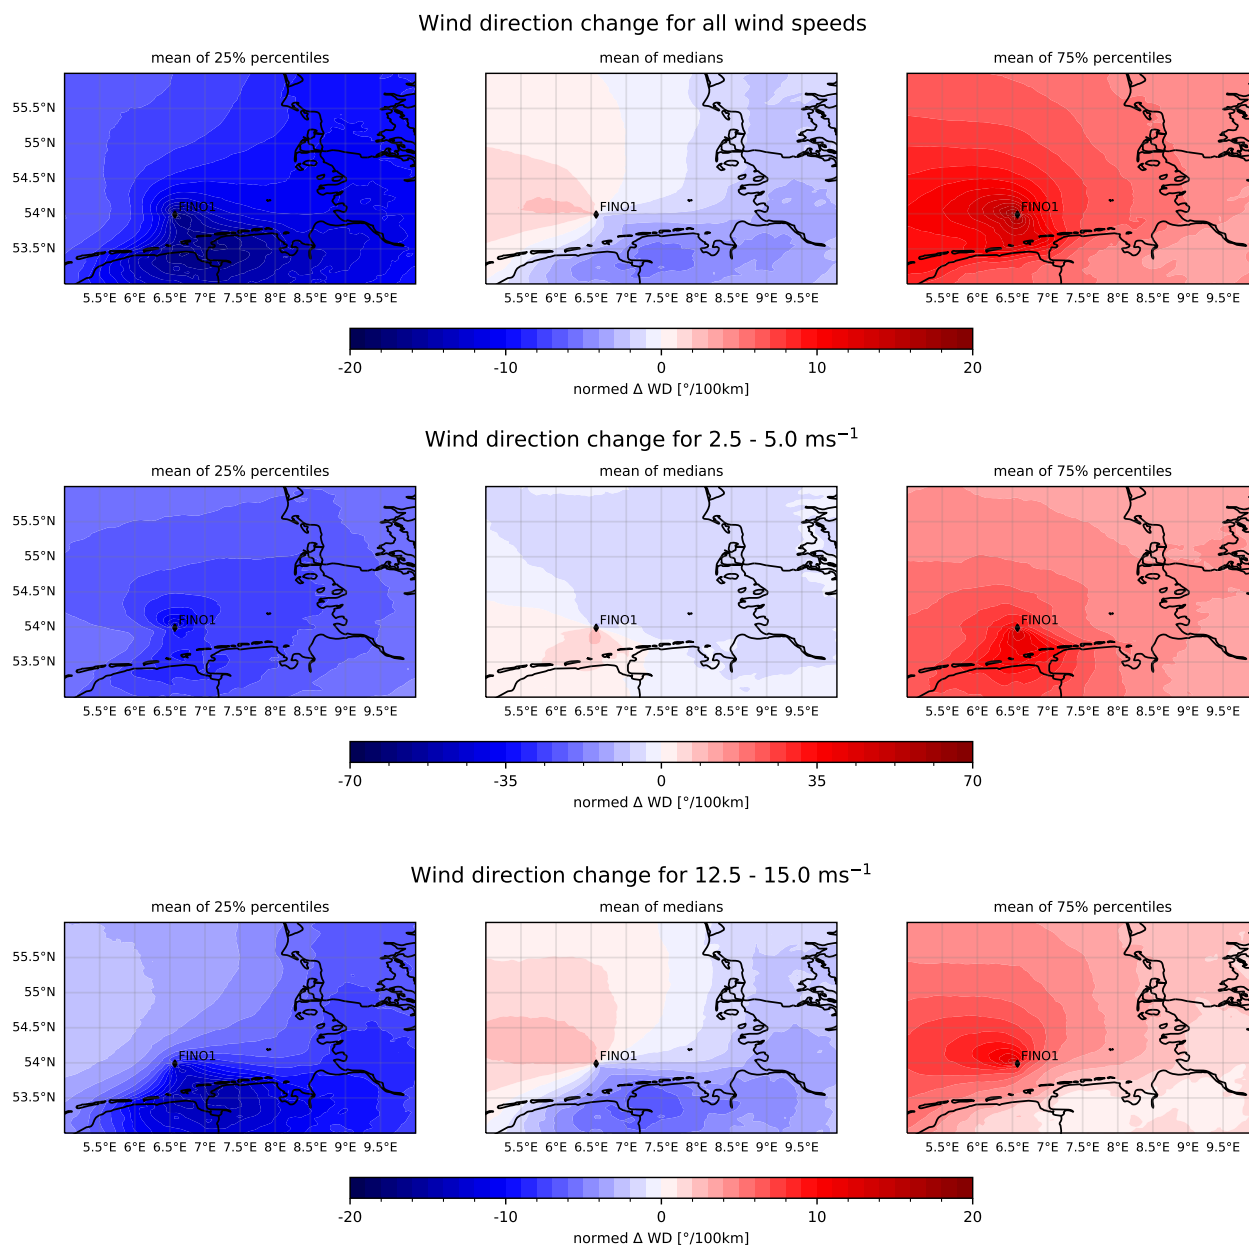 Wind direction change for all wind speeds
mean of 25% percentiles
mean of medians
mean of 75% percentiles
55.5°N
55°N
54.5°N
54°N
53.5°N
FINO1
FINO1
FINO1
5.5°E 6°E 6.5°E 7°E 7.5°E 8°E 8.5°E 9°E 9.5°E
5.5°E 6°E 6.5°E 7°E 7.5°E 8°E 8.5°E 9°E 9.5°E
5.5°E 6°E 6.5°E 7°E 7.5°E 8°E 8.5°E 9°E 9.5°E
-20 -10 0 10 20
normed Δ WD [°/100km]
Wind direction change for 2.5 - 5.0 ms⁻¹
mean of 25% percentiles
mean of medians
mean of 75% percentiles
55.5°N
55°N
54.5°N
54°N
53.5°N
FINO1
FINO1
FINO1
5.5°E 6°E 6.5°E 7°E 7.5°E 8°E 8.5°E 9°E 9.5°E
5.5°E 6°E 6.5°E 7°E 7.5°E 8°E 8.5°E 9°E 9.5°E
5.5°E 6°E 6.5°E 7°E 7.5°E 8°E 8.5°E 9°E 9.5°E
-70 -35 0 35 70
normed Δ WD [°/100km]
Wind direction change for 12.5 - 15.0 ms⁻¹
mean of 25% percentiles
mean of medians
mean of 75% percentiles
55.5°N
55°N
54.5°N
54°N
53.5°N
FINO1
FINO1
FINO1
5.5°E 6°E 6.5°E 7°E 7.5°E 8°E 8.5°E 9°E 9.5°E
5.5°E 6°E 6.5°E 7°E 7.5°E 8°E 8.5°E 9°E 9.5°E
5.5°E 6°E 6.5°E 7°E 7.5°E 8°E 8.5°E 9°E 9.5°E
-20 -10 0 10 20
normed Δ WD [°/100km]